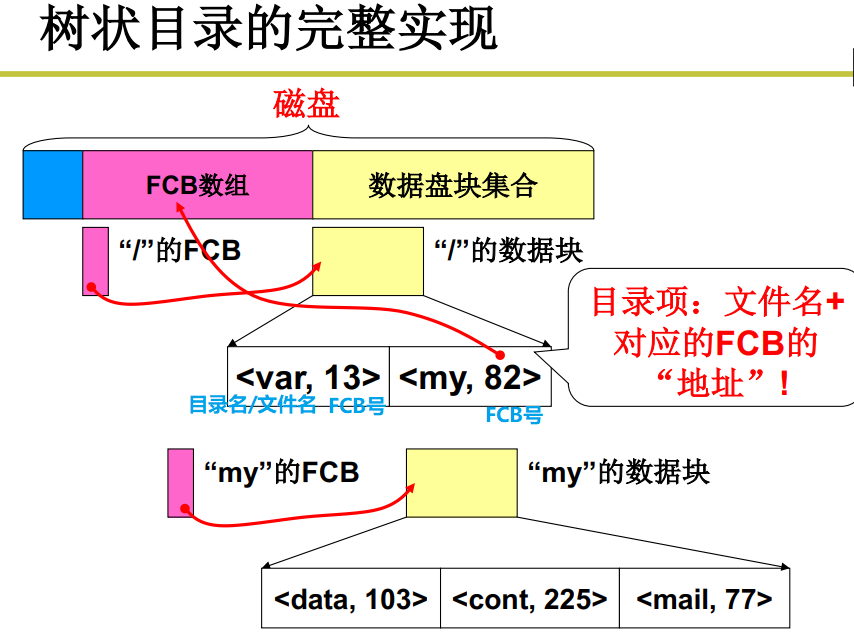 树状目录的完整实现
磁盘
FCB数组
数据盘块集合
“/”的FCB
“/”的数据块
目录项：文件名+
对应的FCB的
“地址”！
<var, 13>
<my, 82>
目录名/文件名 FCB号
FCB号
“my”的FCB
“my”的数据块
<data, 103>
<cont, 225>
<mail, 77>